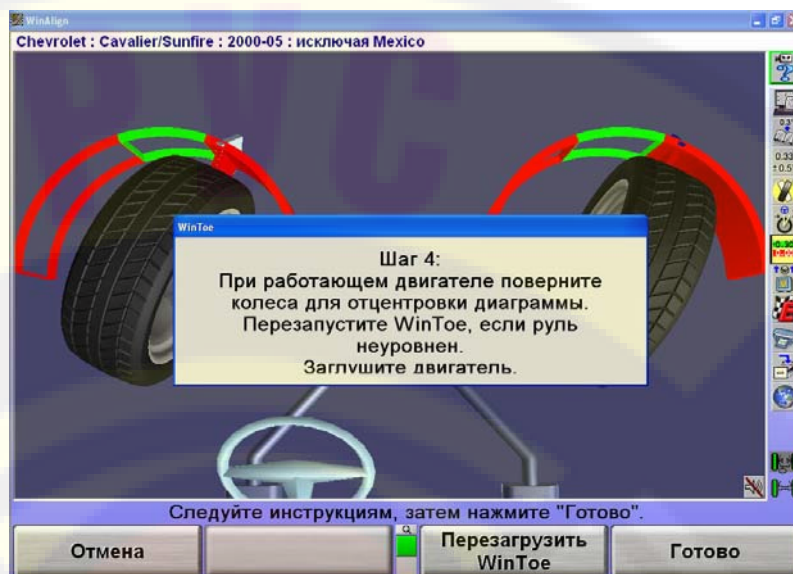 WinAlign
Chevrolet : Cavalier/Sunfire : 2000-05 : исключая Mexico
PVC
WinToe
Шаг 4:
При работающем двигателе поверните
колеса для отцентровки диаграммы.
Перезапустите WinToe, если руль
неуровнен.
Заглушите двигатель.
Следуйте инструкциям, затем нажмите "Готово".
Отмена
Перезагрузить
WinToe
Готово